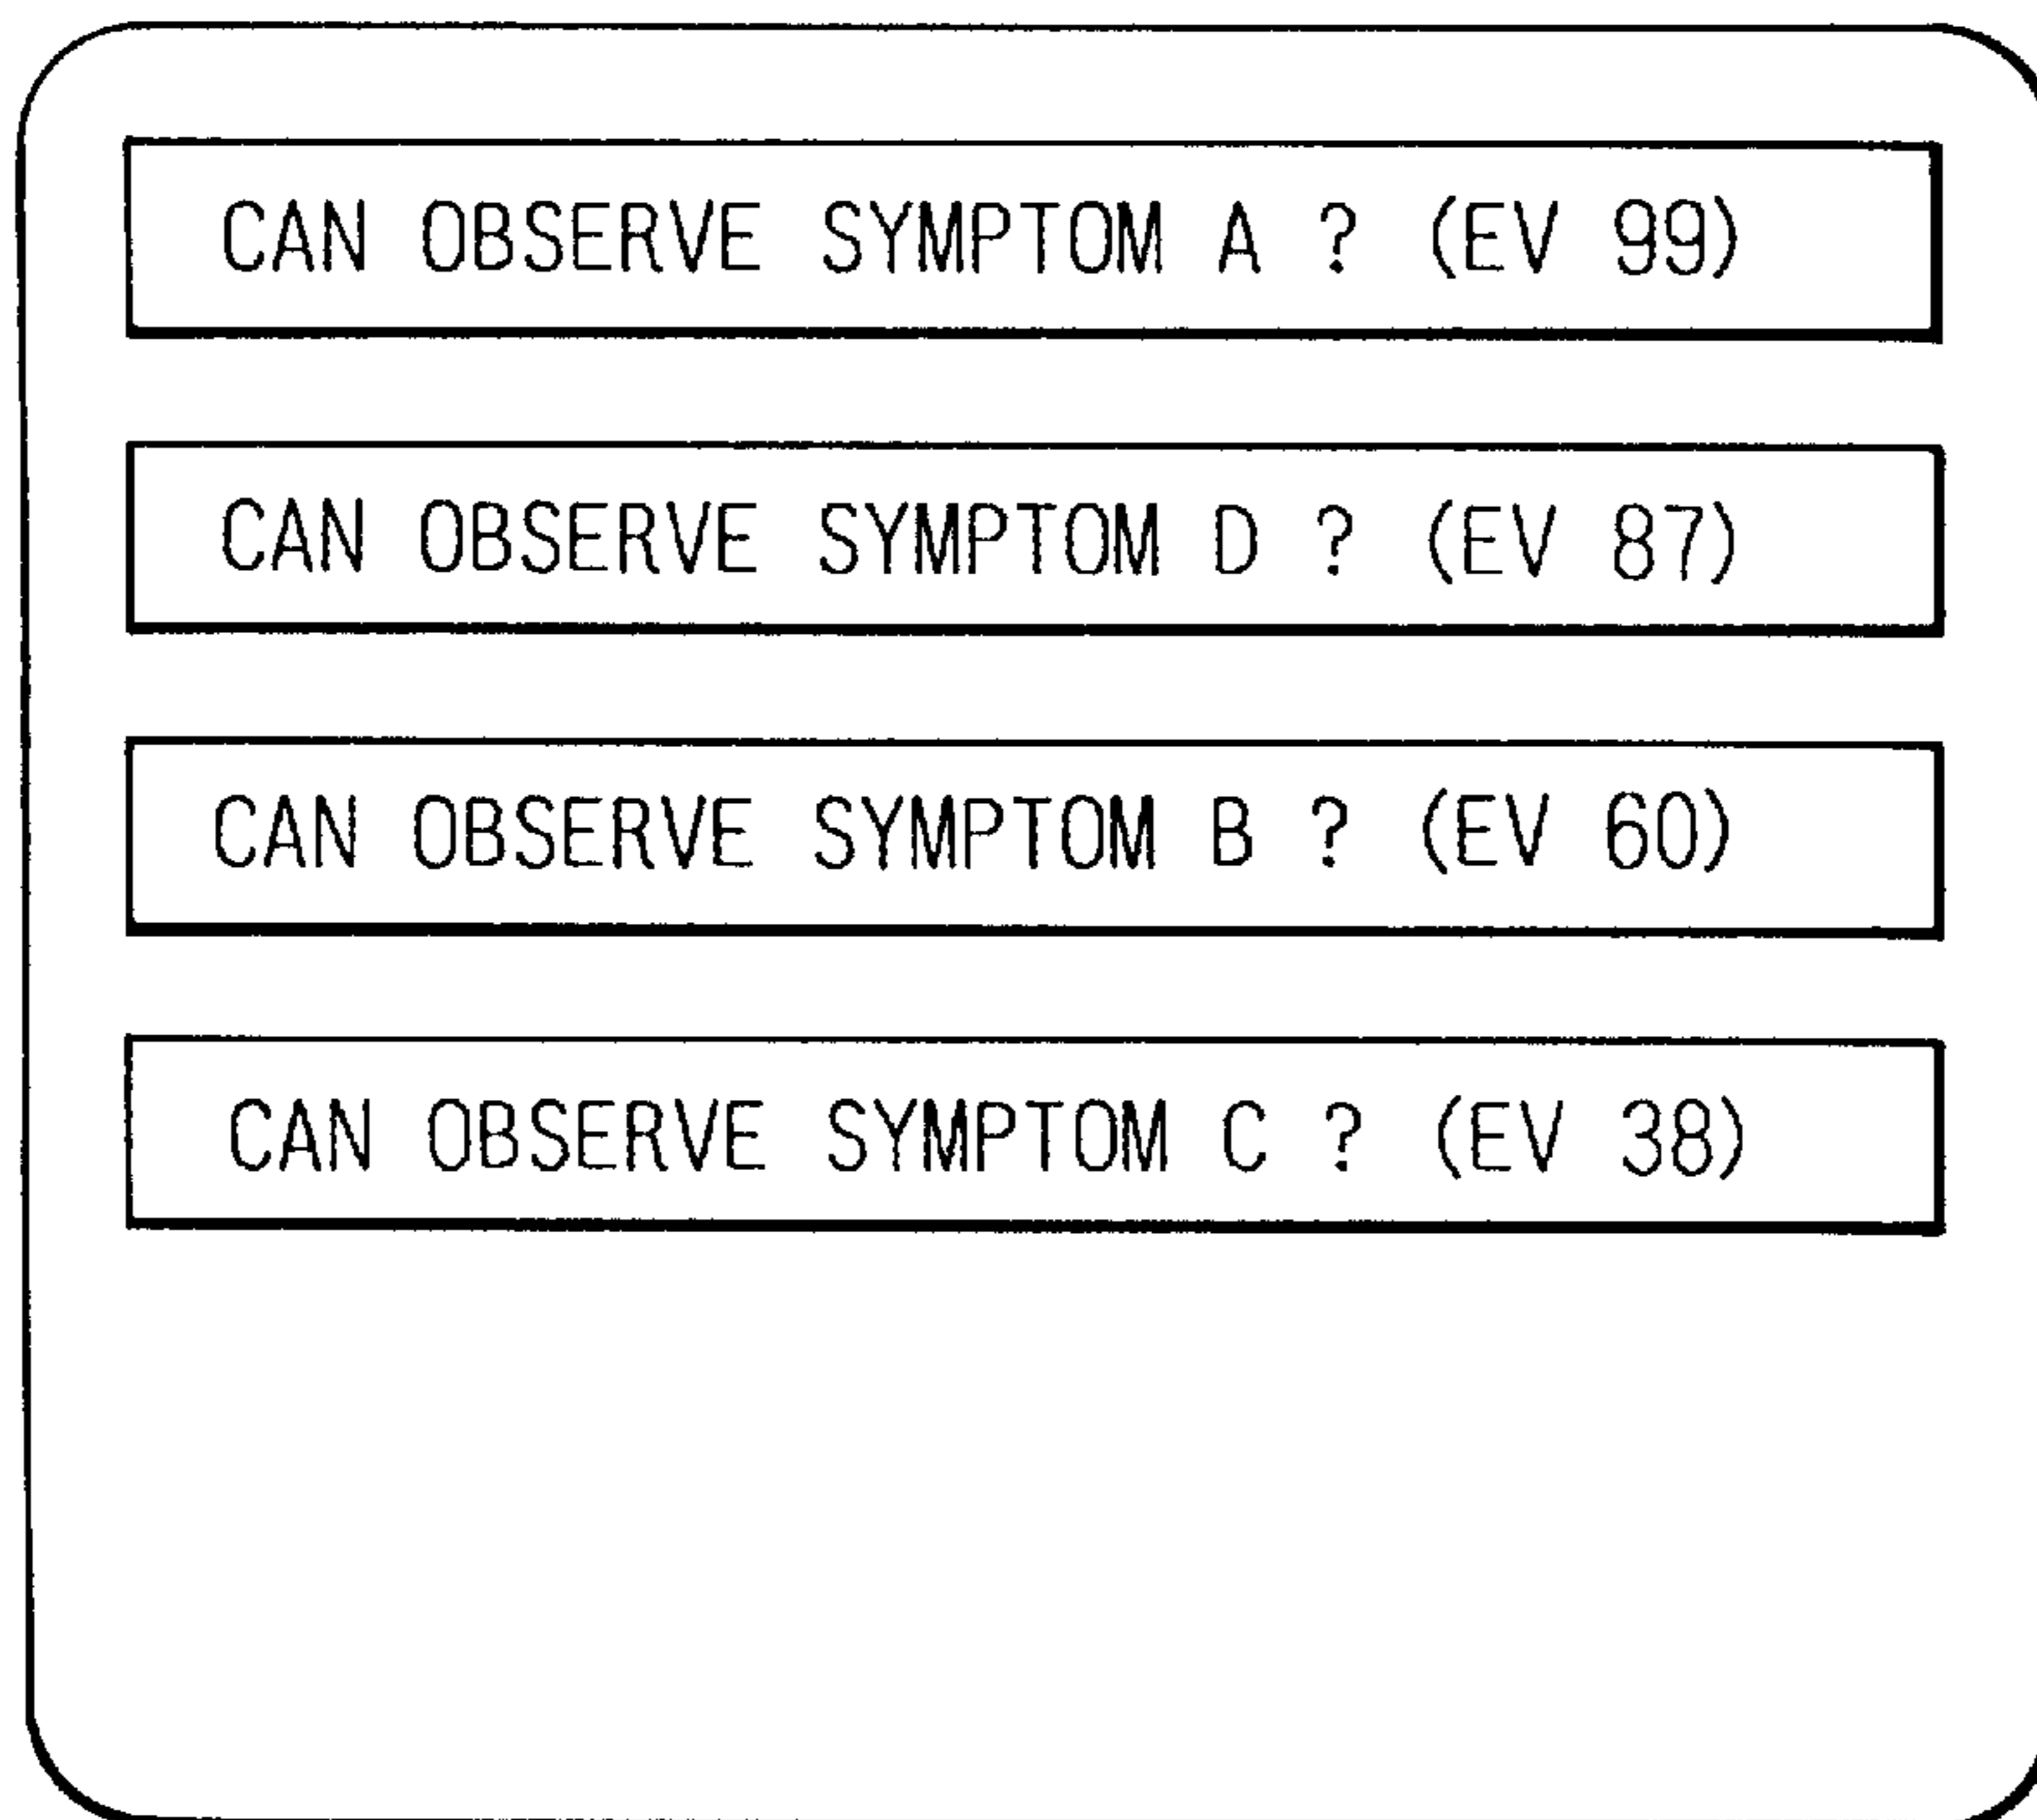 CAN OBSERVE SYMPTOM A ? (EV 99)
CAN OBSERVE SYMPTOM D ? (EV 87)
CAN OBSERVE SYMPTOM B ? (EV 60)
CAN OBSERVE SYMPTOM C ? (EV 38)